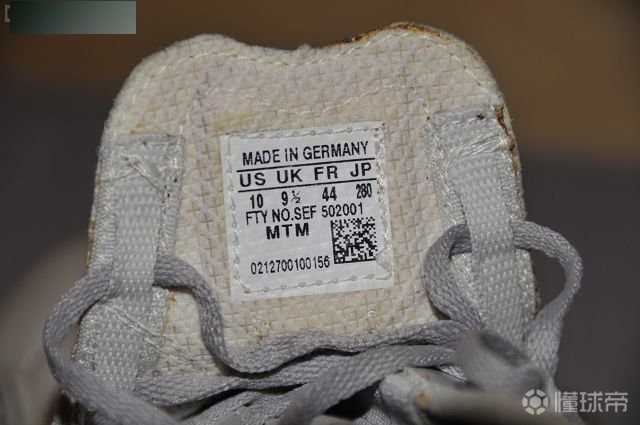 MADE IN GERMANY
US UK FR JP
10 9½ 44 280
FTY NO.SEF 502001
MTM
0212700100156
懂球帝